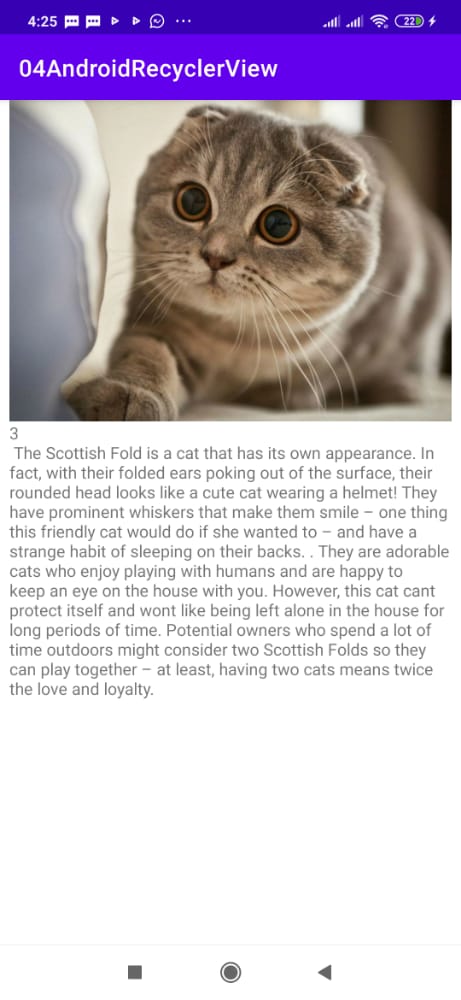 4:25
22
04AndroidRecyclerView
3
The Scottish Fold is a cat that has its own appearance. In
fact, with their folded ears poking out of the surface, their
rounded head looks like a cute cat wearing a helmet! They
have prominent whiskers that make them smile – one thing
this friendly cat would do if she wanted to – and have a
strange habit of sleeping on their backs. . They are adorable
cats who enjoy playing with humans and are happy to
keep an eye on the house with you. However, this cat cant
protect itself and wont like being left alone in the house for
long periods of time. Potential owners who spend a lot of
time outdoors might consider two Scottish Folds so they
can play together – at least, having two cats means twice
the love and loyalty.